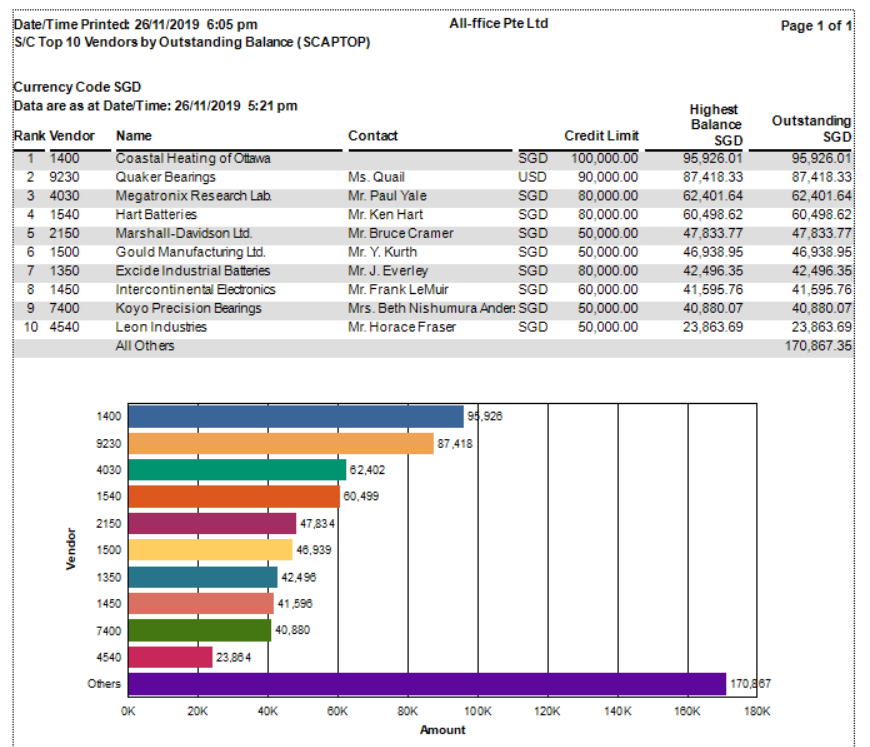 Date/Time Printed: 26/11/2019 6:05 pm All-ffice Pte Ltd Page 1 of 1
S/C Top 10 Vendors by Outstanding Balance (SCAPTOP)
Currency Code SGD
Data are as at Date/Time: 26/11/2019 5:21 pm
Rank Vendor Name Contact Credit Limit Highest Balance SGD Outstanding SGD
1 1400 Coastal Heating of Ottawa SGD 100,000.00 95,926.01 95,926.01
2 9230 Quaker Bearings Ms. Quail USD 90,000.00 87,418.33 87,418.33
3 4030 Megatronix Research Lab. Mr. Paul Yale SGD 80,000.00 62,401.64 62,401.64
4 1540 Hart Batteries Mr. Ken Hart SGD 80,000.00 60,498.62 60,498.62
5 2150 Marshall-Davidson Ltd. Mr. Bruce Cramer SGD 50,000.00 47,833.77 47,833.77
6 1500 Gould Manufacturing Ltd. Mr. Y. Kurth SGD 50,000.00 46,938.95 46,938.95
7 1350 Excide Industrial Batteries Mr. J. Everley SGD 80,000.00 42,496.35 42,496.35
8 1450 Intercontinental Electronics Mr. Frank LeMuir SGD 60,000.00 41,595.76 41,595.76
9 7400 Koyo Precision Bearings Mrs. Beth Nishumura Ander SGD 50,000.00 40,880.07 40,880.07
10 4540 Leon Industries Mr. Horace Fraser SGD 50,000.00 23,863.69 23,863.69
All Others 170,867.35
1400 95,926
9230 87,418
4030 62,402
1540 60,499
2150 47,834
1500 46,939
1350 42,496
1450 41,596
7400 40,880
4540 23,864
Others 170,867
Vendor
0K 20K 40K 60K 80K 100K 120K 140K 160K 180K
Amount